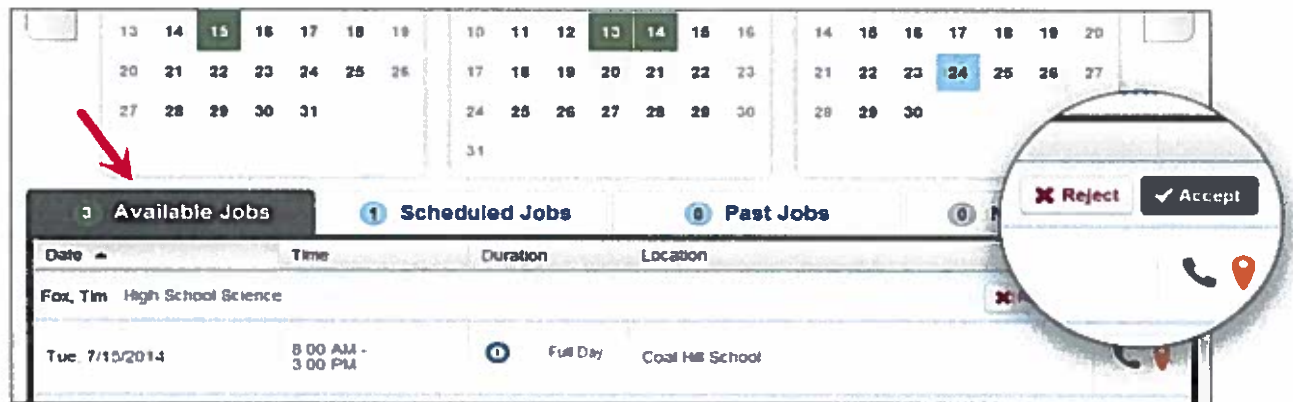 13 14 15 16 17 18 19 10 11 12 13 14 15 16 14 15 16 17 18 19 20
20 21 22 23 24 25 26 17 18 19 20 21 22 23 21 22 23 24 25 26 27
27 28 29 30 31 24 25 26 27 28 29 30 28 29 30
31
Reject Accept
3 Available Jobs 1 Scheduled Jobs 0 Past Jobs 0
Date Time Duration Location
Fox, Tim High School Science
Tue, 7/15/2014 8:00 AM - Full Day Coal Hill School
3:00 PM